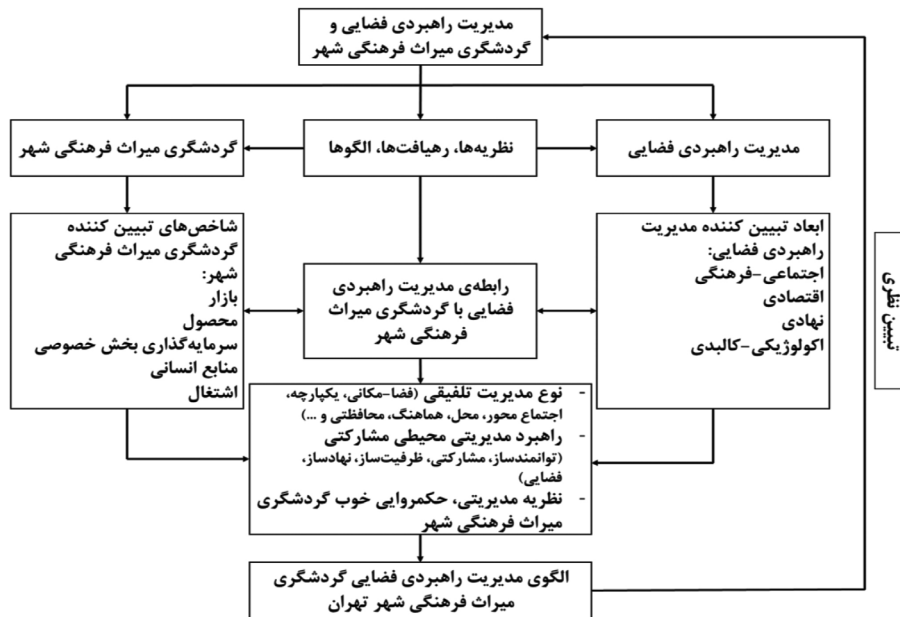 مدیریت راهبردی فضایی و
گردشگری میراث فرهنگی شهر
مدیریت راهبردی فضایی
نظریه‌ها، رهیافت‌ها، الگوها
گردشگری میراث فرهنگی شهر
ابعاد تبیین کننده مدیریت
راهبردی فضایی:
اجتماعی-فرهنگی
اقتصادی
نهادی
اکولوژیکی-کالبدی
رابطه‌ی مدیریت راهبردی
فضایی با گردشگری میراث
فرهنگی شهر
شاخص‌های تبیین کننده
گردشگری میراث فرهنگی
شهر:
بازار
محصول
سرمایه‌گذاری بخش خصوصی
منابع انسانی
اشتغال
تبیین نظری
- نوع مدیریت تلفیقی (فضا-مکانی، یکپارچه،
اجتماع محور، محل، هماهنگ، محافظتی و ...)
- راهبرد مدیریتی محیطی مشارکتی
(توانمندساز، مشارکتی، ظرفیت‌ساز، نهادساز،
فضایی)
- نظریه مدیریتی، حکمروایی خوب گردشگری
میراث فرهنگی شهر
الگوی مدیریت راهبردی فضایی گردشگری
میراث فرهنگی شهر تهران